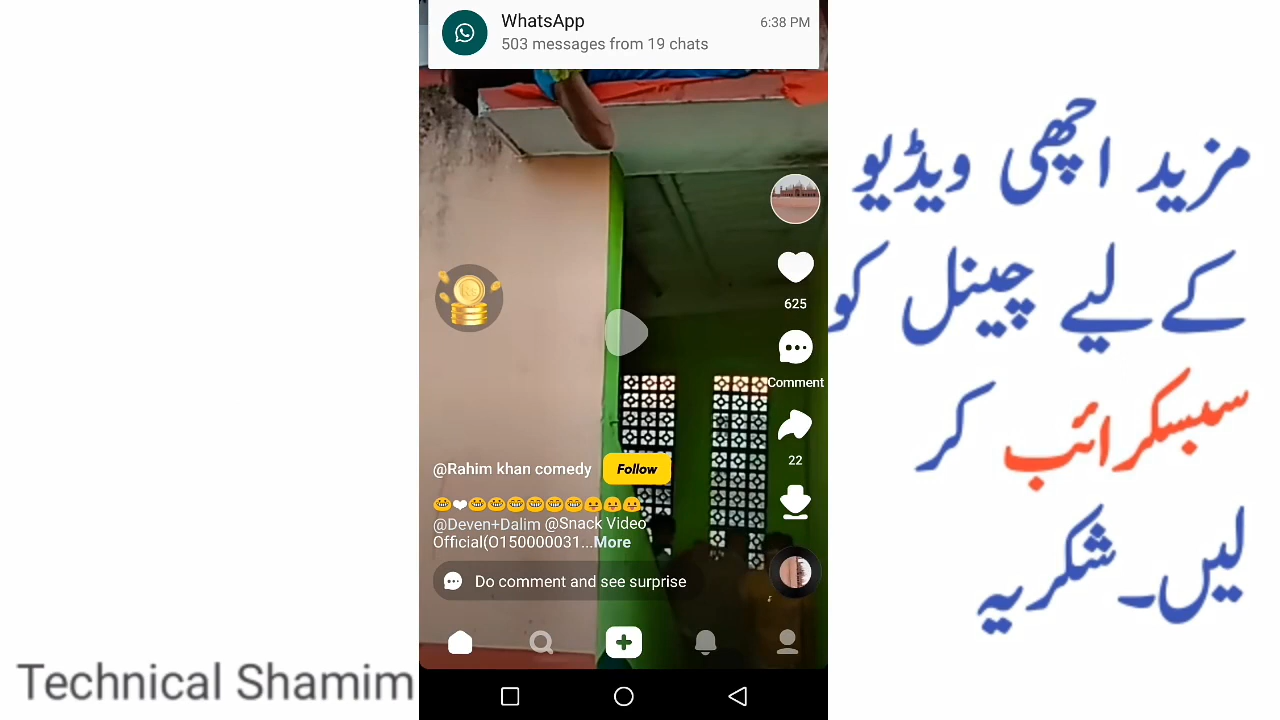 WhatsApp
6:38 PM
503 messages from 19 chats
625
Comment
22
@Rahim khan comedy
Follow
😁❤😁😁😁😁😁😁😛😛😛
@Deven+Dalim @Snack Video
Official(O150000031...More
Do comment and see surprise
مزید اچھی ویڈیو
کے لیے چینل کو
سبسکرائب کر
لیں۔شکریہ
Technical Shamim